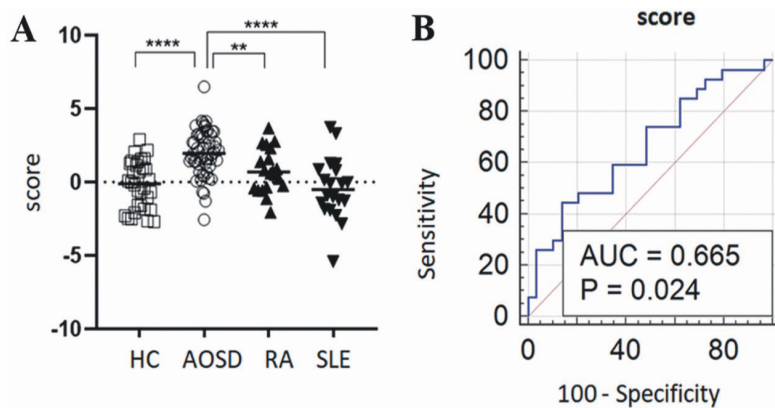 A
B
score
****
****
**
10
5
0
-5
-10
score
HC AOSD RA SLE
100
80
60
40
20
0
Sensitivity
AUC = 0.665
P = 0.024
0 40 80
100 - Specificity